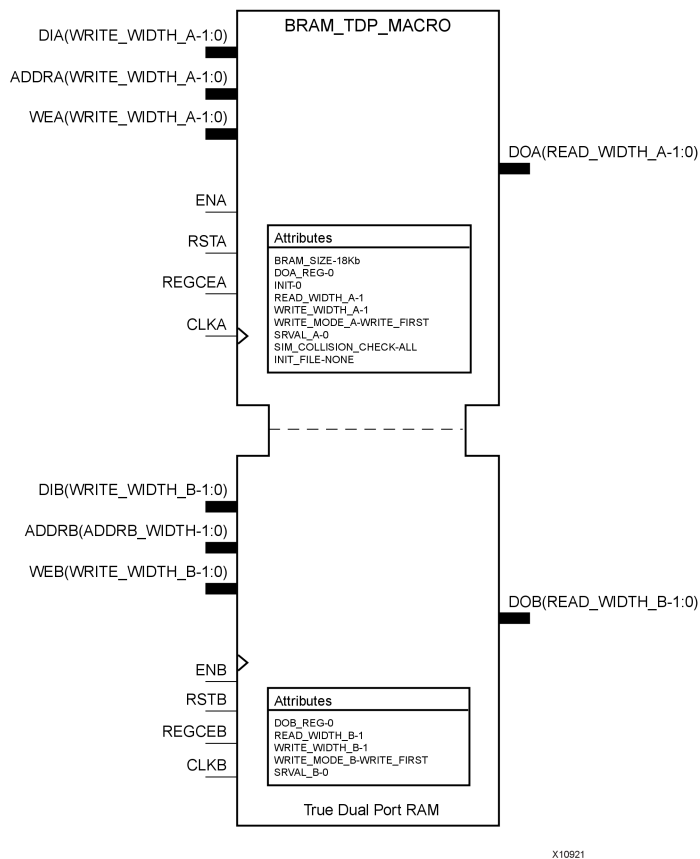 BRAM_TDP_MACRO
DIA(WRITE_WIDTH_A-1:0)
ADDRA(WRITE_WIDTH_A-1:0)
WEA(WRITE_WIDTH_A-1:0)
DOA(READ_WIDTH_A-1:0)
ENA
RSTA
REGCEA
CLKA
Attributes
BRAM_SIZE-18Kb
DOA_REG-0
INIT-0
READ_WIDTH_A-1
WRITE_WIDTH_A-1
WRITE_MODE_A-WRITE_FIRST
SRVAL_A-0
SIM_COLLISION_CHECK-ALL
INIT_FILE-NONE
DIB(WRITE_WIDTH_B-1:0)
ADDRB(ADDRB_WIDTH-1:0)
WEB(WRITE_WIDTH_B-1:0)
DOB(READ_WIDTH_B-1:0)
ENB
RSTB
REGCEB
CLKB
Attributes
DOB_REG-0
READ_WIDTH_B-1
WRITE_WIDTH_B-1
WRITE_MODE_B-WRITE_FIRST
SRVAL_B-0
True Dual Port RAM
X10921